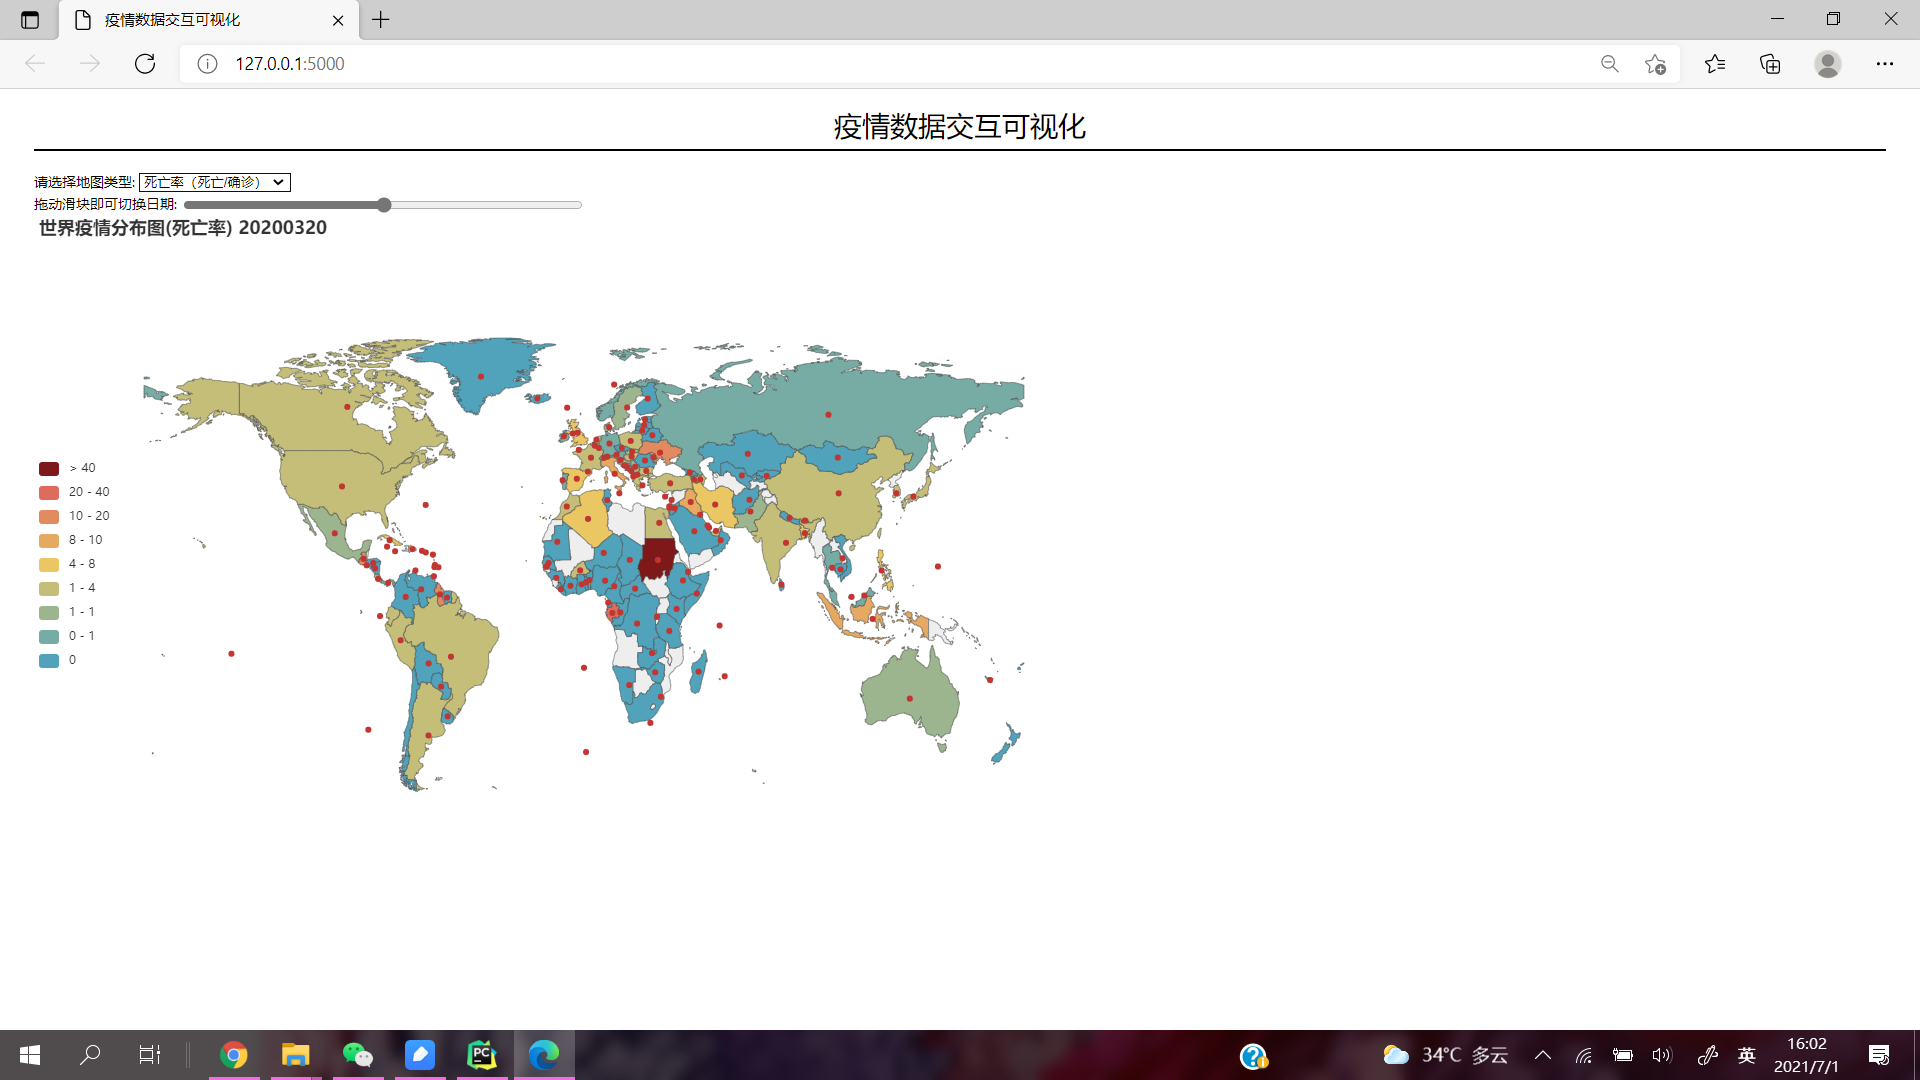 疫情数据交互可视化
127.0.0.1:5000
疫情数据交互可视化
请选择地图类型: 死亡率（死亡/确诊）
拖动滑块即可切换日期:
世界疫情分布图(死亡率) 20200320
> 40
20 - 40
10 - 20
8 - 10
4 - 8
1 - 4
1 - 1
0 - 1
0
PC
34°C 多云
英
16:02
2021/7/1